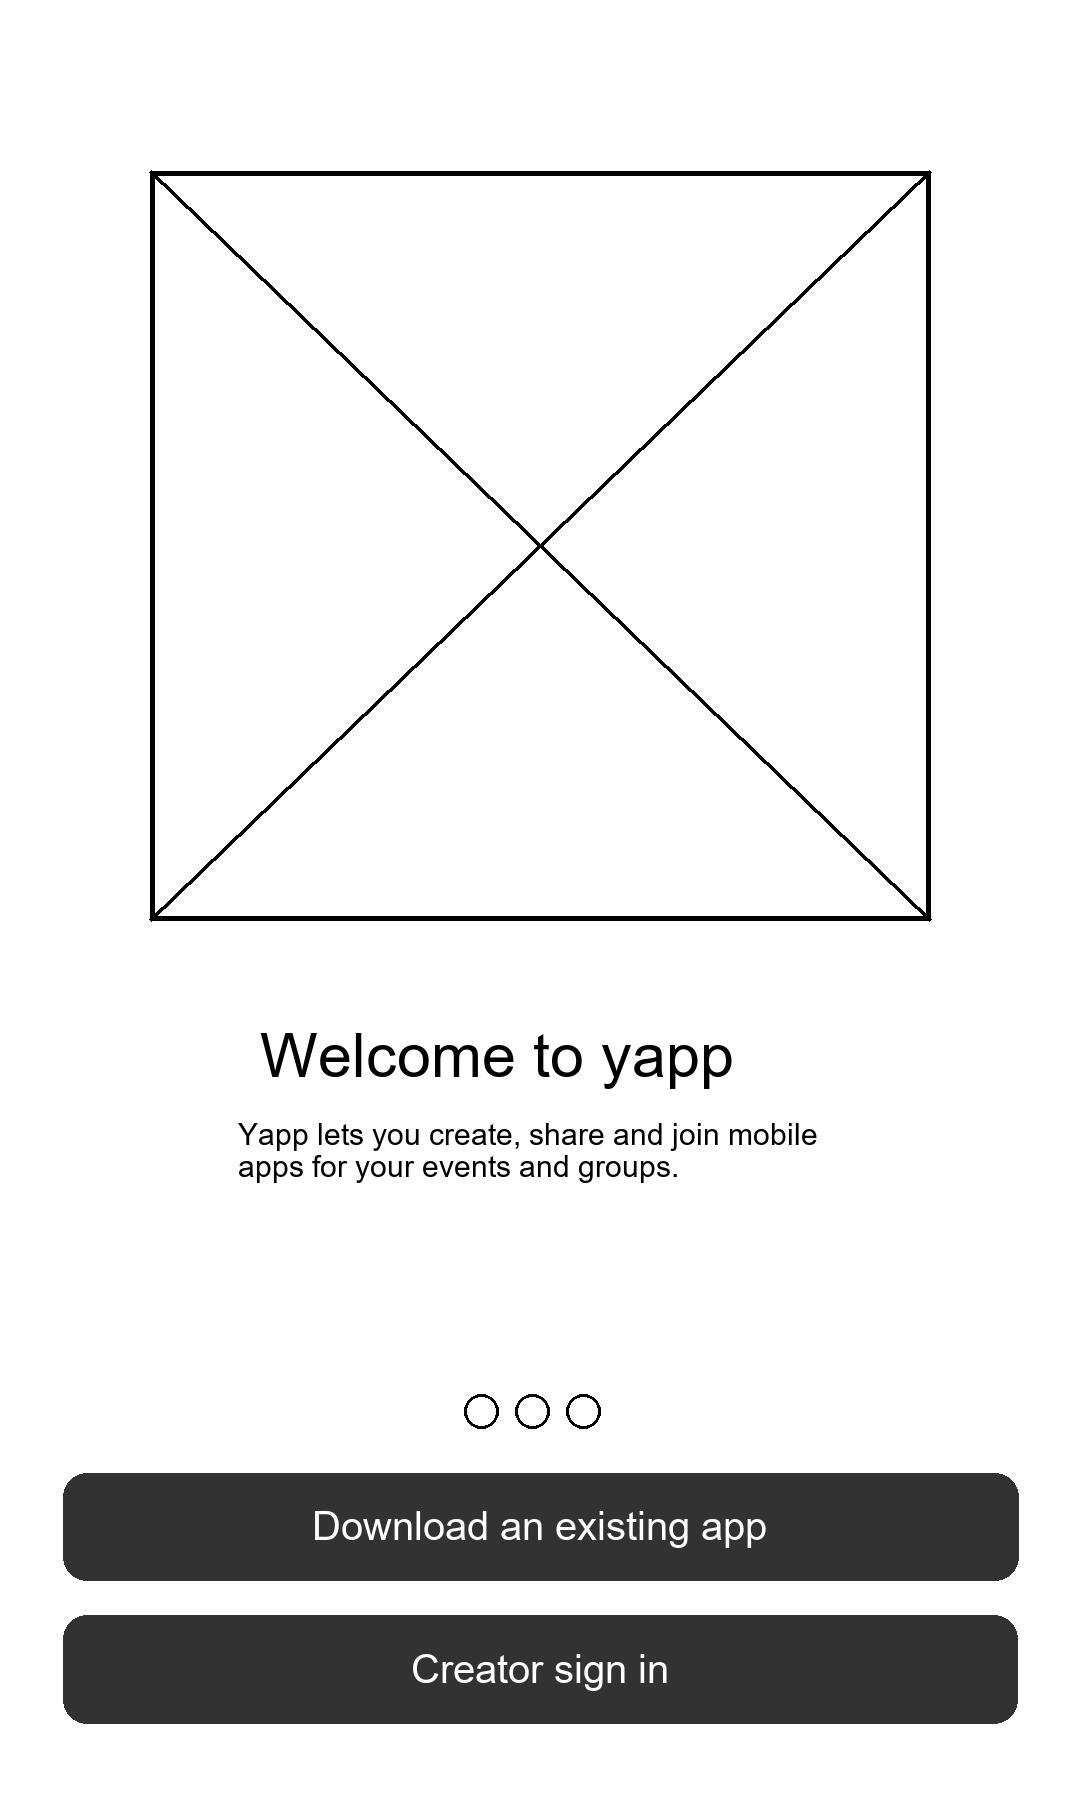 Welcome to yapp
Yapp lets you create, share and join mobile
apps for your events and groups.
Download an existing app
Creator sign in